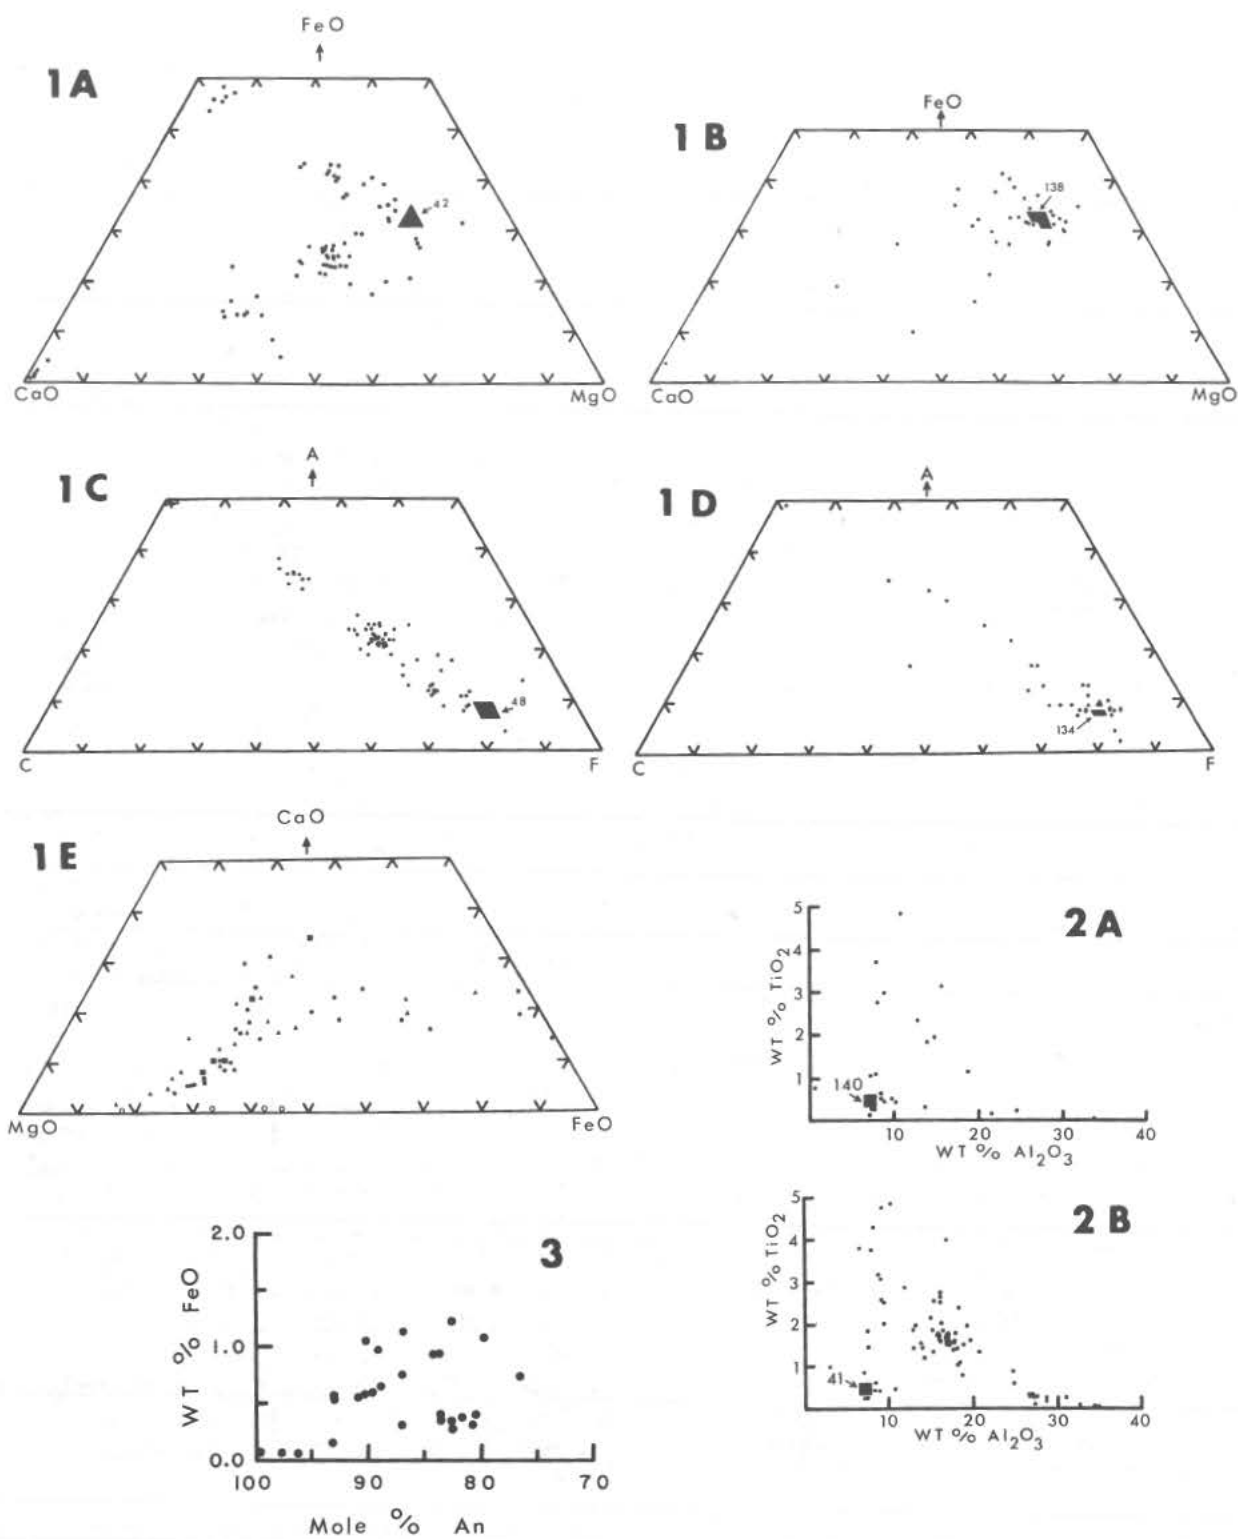 FeO
1A
42
CaO
MgO
FeO
1B
138
CaO
MgO
A
1C
48
C
F
A
1D
134
C
F
CaO
1E
MgO
FeO
2A
5
4
3
2
1
WT % TiO2
140
10
20
30
40
WT % Al2O3
2B
5
4
3
2
1
WT % TiO2
41
10
20
30
40
WT % Al2O3
3
2.0
1.0
0.0
WT % FeO
100
90
80
70
Mole % An